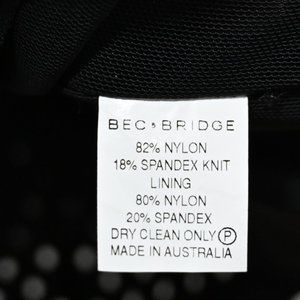 BEC + BRIDGE
82% NYLON
18% SPANDEX KNIT
LINING
80% NYLON
20% SPANDEX
DRY CLEAN ONLY Ⓟ
MADE IN AUSTRALIA